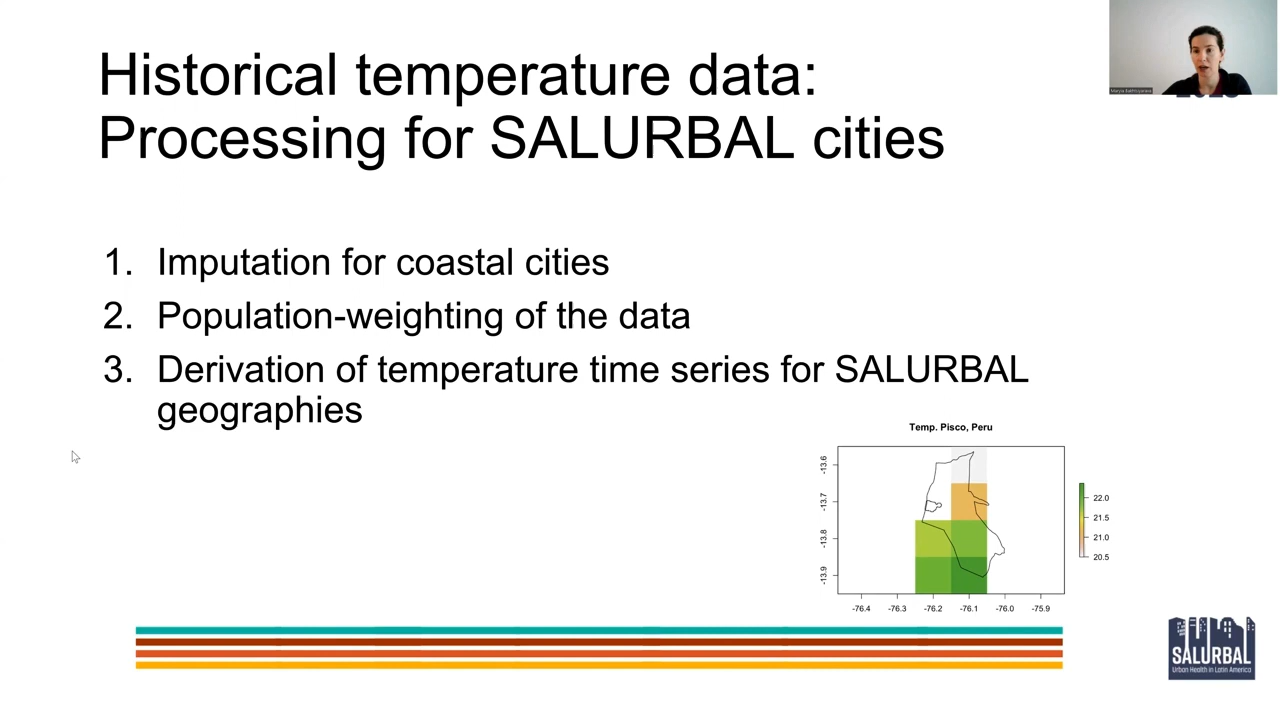 Historical temperature data:
Processing for SALURBAL cities
1. Imputation for coastal cities
2. Population-weighting of the data
3. Derivation of temperature time series for SALURBAL
geographies
Temp. Pisco, Peru
-13.6
-13.7
-13.8
-13.9
22.0
21.5
21.0
20.5
-76.4 -76.3 -76.2 -76.1 -76.0 -75.9
SALURBAL
Urban Health in Latin America